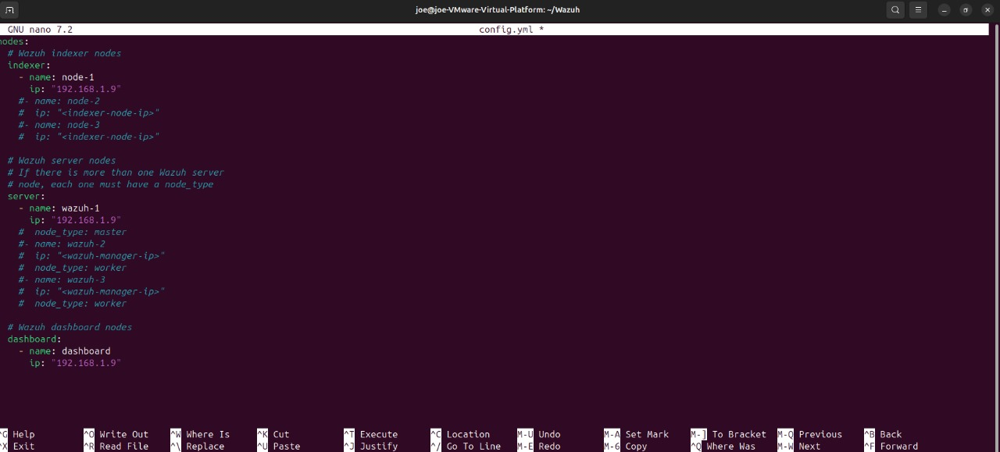 joe@joe-VMware-Virtual-Platform: ~/Wazuh
GNU nano 7.2 config.yml *
nodes:
  # Wazuh indexer nodes
  indexer:
    - name: node-1
      ip: "192.168.1.9"
    #- name: node-2
    #  ip: "<indexer-node-ip>"
    #- name: node-3
    #  ip: "<indexer-node-ip>"

  # Wazuh server nodes
  # If there is more than one Wazuh server
  # node, each one must have a node_type
  server:
    - name: wazuh-1
      ip: "192.168.1.9"
    #  node_type: master
    #- name: wazuh-2
    #  ip: "<wazuh-manager-ip>"
    #  node_type: worker
    #- name: wazuh-3
    #  ip: "<wazuh-manager-ip>"
    #  node_type: worker

  # Wazuh dashboard nodes
  dashboard:
    - name: dashboard
      ip: "192.168.1.9"

^G Help ^O Write Out ^W Where Is ^K Cut ^T Execute ^C Location M-U Undo M-A Set Mark M-] To Bracket M-Q Previous ^B Back
^X Exit ^R Read File ^\ Replace ^U Paste ^J Justify ^/ Go To Line M-E Redo M-6 Copy ^Q Where Was M-W Next ^F Forward